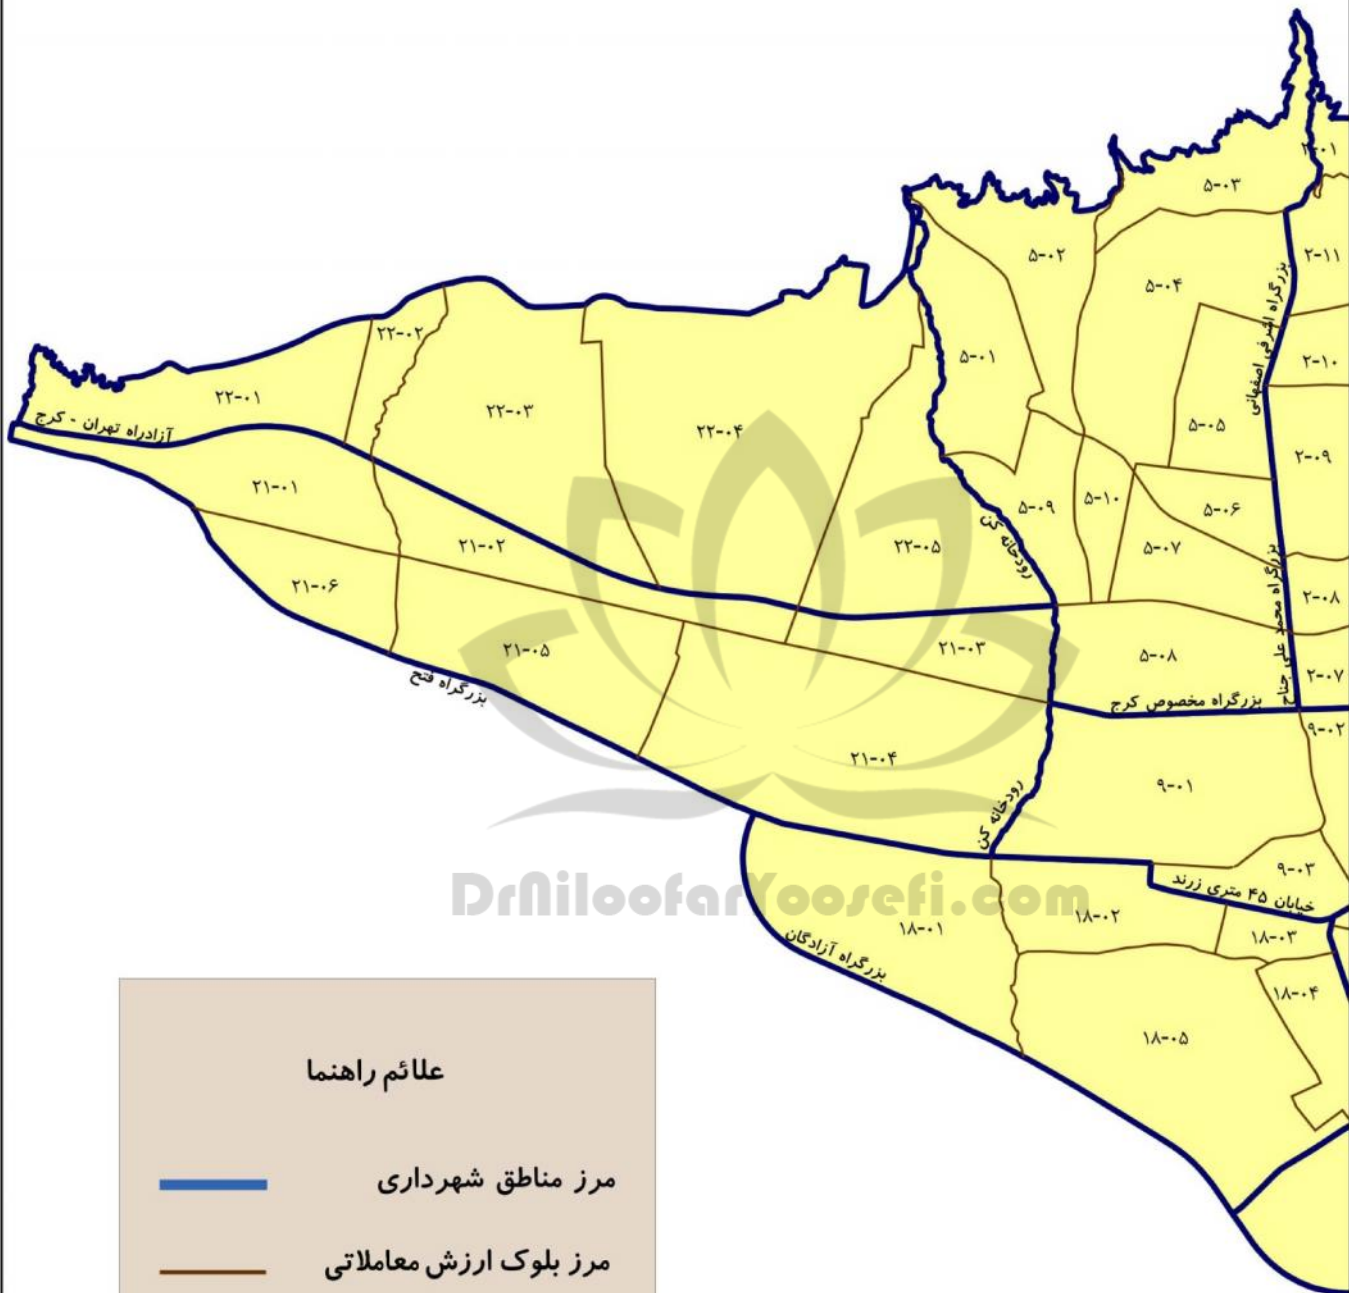 ۲-۰۱
۵-۰۳
۵-۰۲
۲-۱۱
۵-۰۴
بزرگراه اشرفی اصفهانی
۲۲-۰۲
۵-۰۱
۲-۱۰
۲۲-۰۱
۲۲-۰۳
۲۲-۰۴
۵-۰۵
آزادراه تهران - کرج
۲-۰۹
۲۱-۰۱
۵-۰۹
۵-۱۰
۵-۰۶
رودخانه کن
۲۱-۰۲
۲۲-۰۵
۵-۰۷
بزرگراه محمد علی جناح
۲۱-۰۶
۲-۰۸
۲۱-۰۵
۲۱-۰۳
۵-۰۸
۲-۰۷
بزرگراه فتح
بزرگراه مخصوص کرج
۹-۰۲
۲۱-۰۴
۹-۰۱
رودخانه کن
۹-۰۳
خیابان ۴۵ متری زرند
DrNiloofarYoosefi.com
۱۸-۰۱
۱۸-۰۲
۱۸-۰۳
بزرگراه آزادگان
۱۸-۰۴
۱۸-۰۵
علائم راهنما
مرز مناطق شهرداری
مرز بلوک ارزش معاملاتی